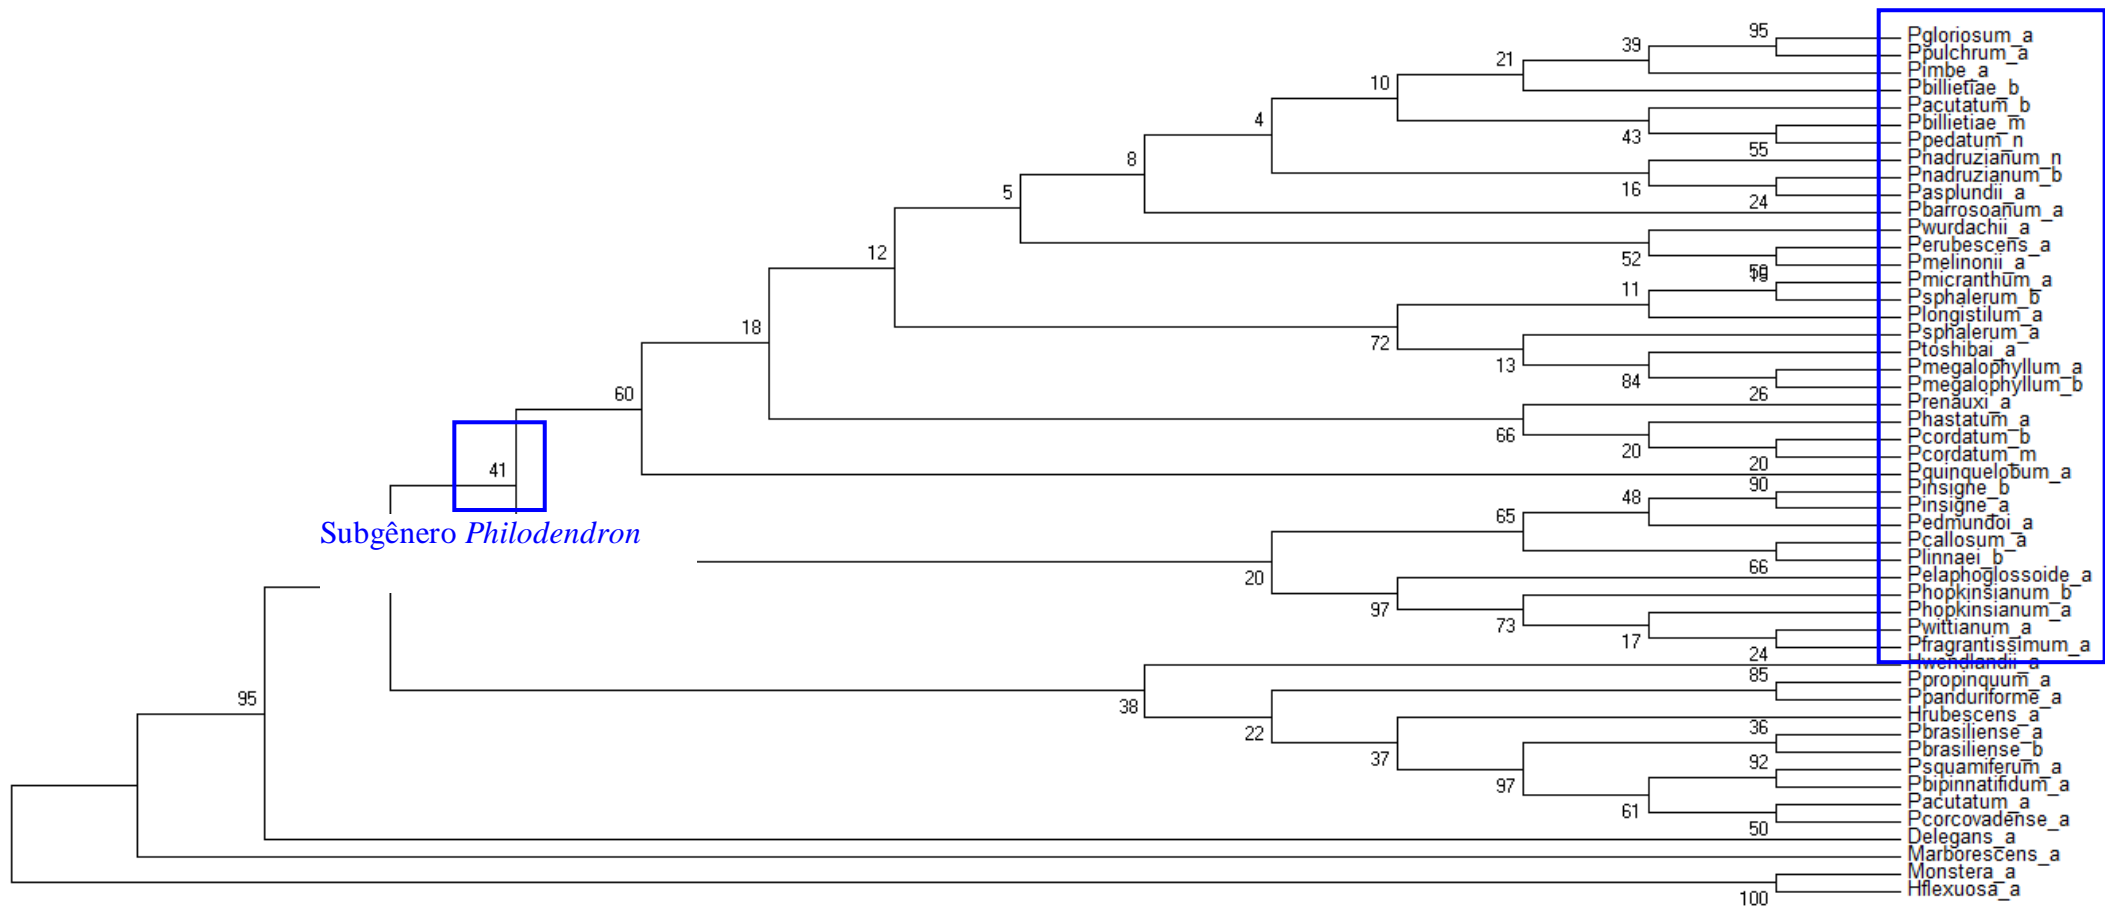 95
Pgloriosum_a
39
Ppulchrum_a
21
Pimbe_a
10
Pbillietiae_b
4
Pacutatum_b
Pbillietiae_m
43
Ppedatum_n
55
8
Pnadruzianum_n
Pnadruzianum_b
16
5
Pasplundii_a
24
Pbarrosoanum_a
Pwurdachii_a
12
Perubescens_a
52
Pmelinonii_a
Pmicranthum_a
11
Psphalerum_b
Plongistilum_a
18
Psphalerum_a
72
Ptoshibai_a
13
Pmegalophyllum_a
84
Pmegalophyllum_b
60
26
Prenauxi_a
Phastatum_a
66
Pcordatum_b
20
Pcordatum_m
20
41
Pquinquelobum_a
90
Pinsigne_b
48
Pinsigne_a
65
Pedmundoi_a
Subgênero Philodendron
Pcallosum_a
Plinnaei_b
66
20
Pelaphoglossoide_a
Phopkinsianum_b
97
Phopkinsianum_a
73
Pwittianum_a
17
Pfragrantissimum_a
24
Hwendlandii_a
85
Ppropinquum_a
95
Ppanduriforme_a
38
Hrubescens_a
36
22
Pbrasiliense_a
Pbrasiliense_b
37
92
Psquamiferum_a
97
Pbipinnatifidum_a
Pacutatum_a
61
Pcorcovadense_a
50
Delegans_a
Marborescens_a
Monstera_a
Hflexuosa_a
100